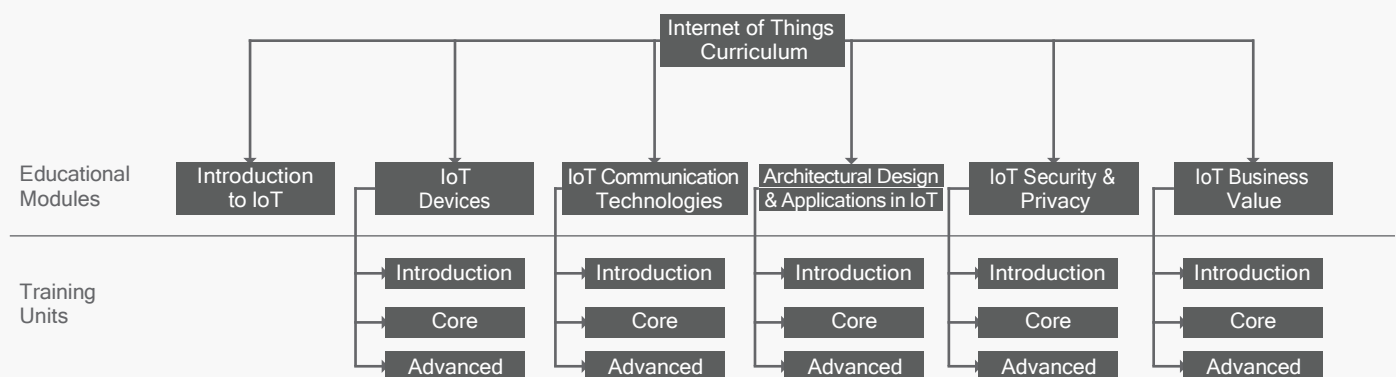 Internet of Things
Curriculum
Educational
Modules
Introduction
to IoT
IoT
Devices
IoT Communication
Technologies
Architectural Design
& Applications in IoT
IoT Security &
Privacy
IoT Business
Value
Training
Units
Introduction
Core
Advanced
Introduction
Core
Advanced
Introduction
Core
Advanced
Introduction
Core
Advanced
Introduction
Core
Advanced